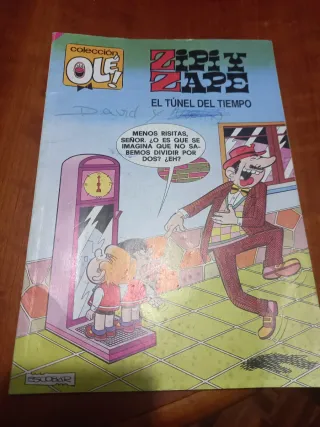 colección
OLÉ!
ZIPI Y
ZAPE
EL TÚNEL DEL TIEMPO
David y
MENOS RISITAS,
SEÑOR. ¿O ES QUE SE
IMAGINA QUE NO SA-
BEMOS DIVIDIR POR
DOS? ¿EH?
ESCOBAR